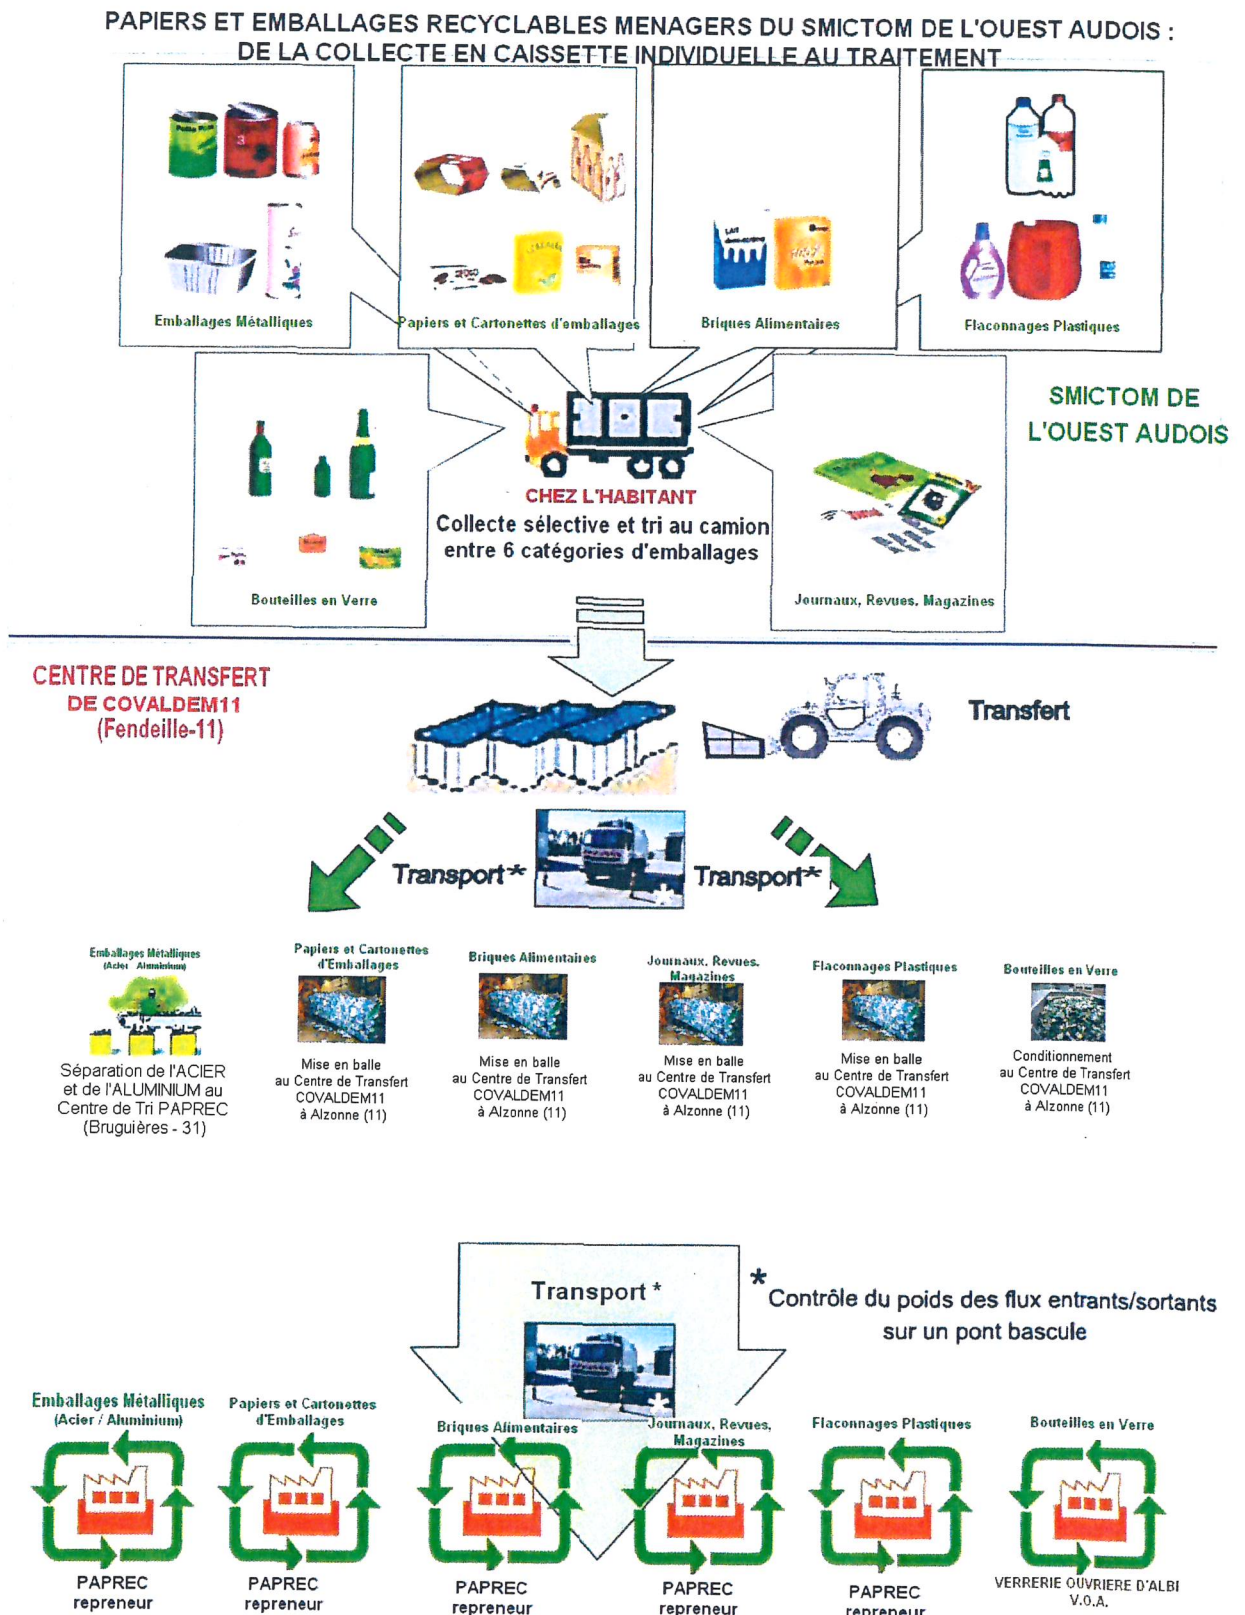 PAPIERS ET EMBALLAGES RECYCLABLES MENAGERS DU SMICTOM DE L'OUEST AUDOIS :
DE LA COLLECTE EN CAISSETTE INDIVIDUELLE AU TRAITEMENT
Petits Pois
3
LAIT
Emballages Métalliques
Papiers et Cartonettes d'emballages
Briques Alimentaires
Flaconnages Plastiques
SMICTOM DE
L'OUEST AUDOIS
CHEZ L'HABITANT
Collecte sélective et tri au camion
entre 6 catégories d'emballages
Bouteilles en Verre
Journaux, Revues, Magazines
CENTRE DE TRANSFERT
DE COVALDEM11
(Fendeille-11)
Transfert
Transport*
Transport*
*
Emballages Métalliques
(Acier Aluminium)
Séparation de l'ACIER
et de l'ALUMINIUM au
Centre de Tri PAPREC
(Bruguières - 31)
Papiers et Cartonettes
d'Emballages
Mise en balle
au Centre de Transfert
COVALDEM11
à Alzonne (11)
Briques Alimentaires
Mise en balle
au Centre de Transfert
COVALDEM11
à Alzonne (11)
Journaux, Revues,
Magazines
Mise en balle
au Centre de Transfert
COVALDEM11
à Alzonne (11)
Flaconnages Plastiques
Mise en balle
au Centre de Transfert
COVALDEM11
à Alzonne (11)
Bouteilles en Verre
Conditionnement
au Centre de Transfert
COVALDEM11
à Alzonne (11)
Transport *
*
* Contrôle du poids des flux entrants/sortants
sur un pont bascule
Emballages Métalliques
(Acier / Aluminium)
PAPREC
repreneur
Papiers et Cartonettes
d'Emballages
PAPREC
repreneur
Briques Alimentaires
PAPREC
repreneur
Journaux, Revues,
Magazines
PAPREC
repreneur
Flaconnages Plastiques
PAPREC
repreneur
Bouteilles en Verre
VERRERIE OUVRIERE D'ALBI
V.O.A.